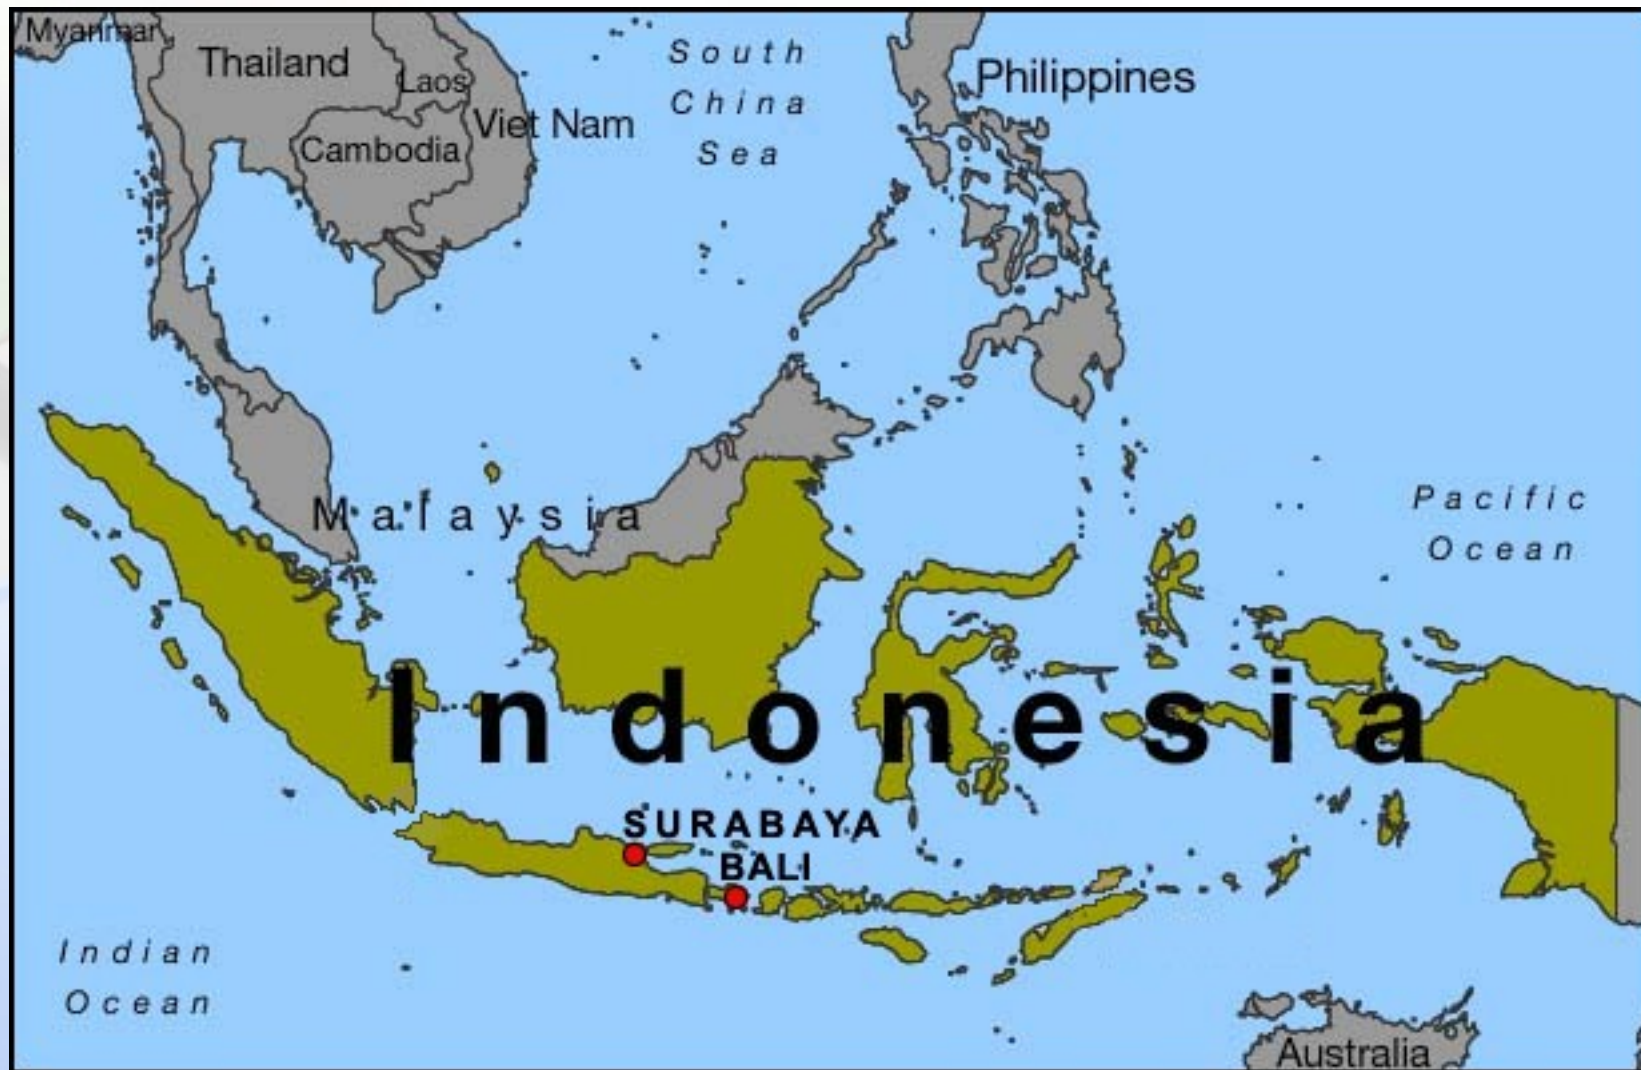 Myanmar
Thailand
Laos
Viet Nam
Cambodia
South
China
Sea
Philippines
Malaysia
Pacific
Ocean
Indonesia
SURABAYA
BALI
Indian
Ocean
Australia